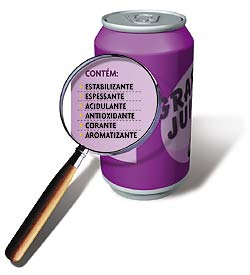 CONTÉM:
ESTABILIZANTE
ESPESSANTE
ACIDULANTE
ANTIOXIDANTE
CORANTE
AROMATIZANTE